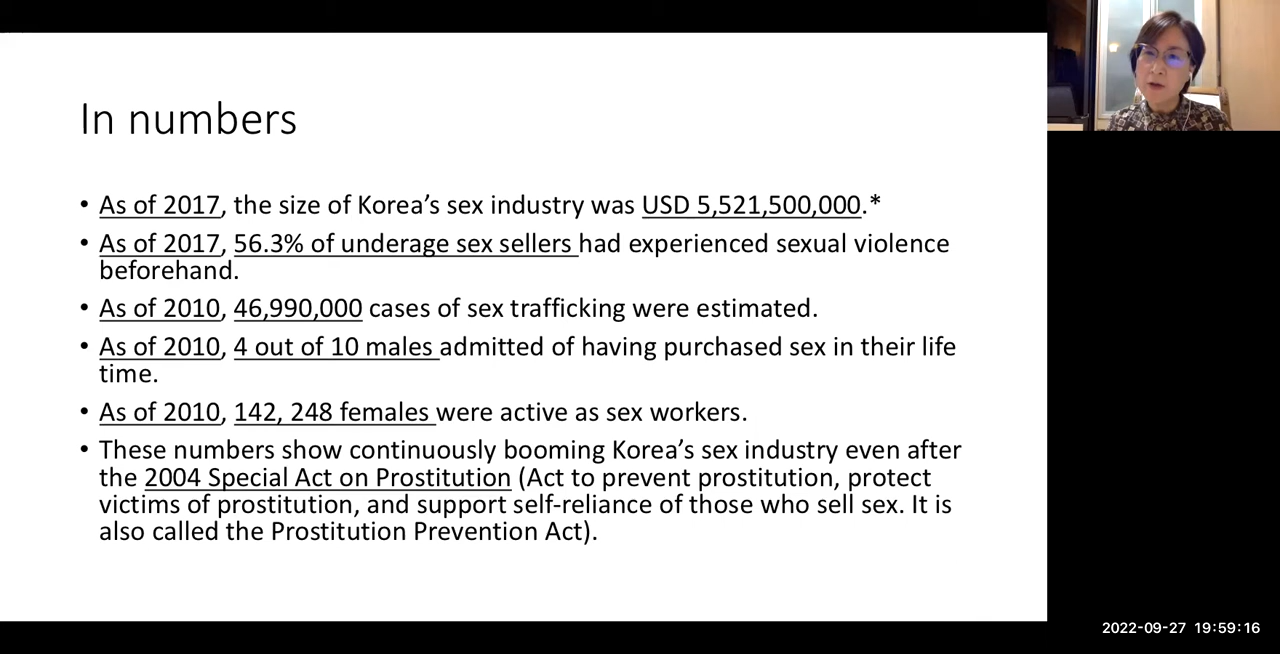 In numbers
• As of 2017, the size of Korea’s sex industry was USD 5,521,500,000.*
• As of 2017, 56.3% of underage sex sellers had experienced sexual violence
beforehand.
• As of 2010, 46,990,000 cases of sex trafficking were estimated.
• As of 2010, 4 out of 10 males admitted of having purchased sex in their life
time.
• As of 2010, 142, 248 females were active as sex workers.
• These numbers show continuously booming Korea’s sex industry even after
the 2004 Special Act on Prostitution (Act to prevent prostitution, protect
victims of prostitution, and support self-reliance of those who sell sex. It is
also called the Prostitution Prevention Act).
2022-09-27 19:59:16